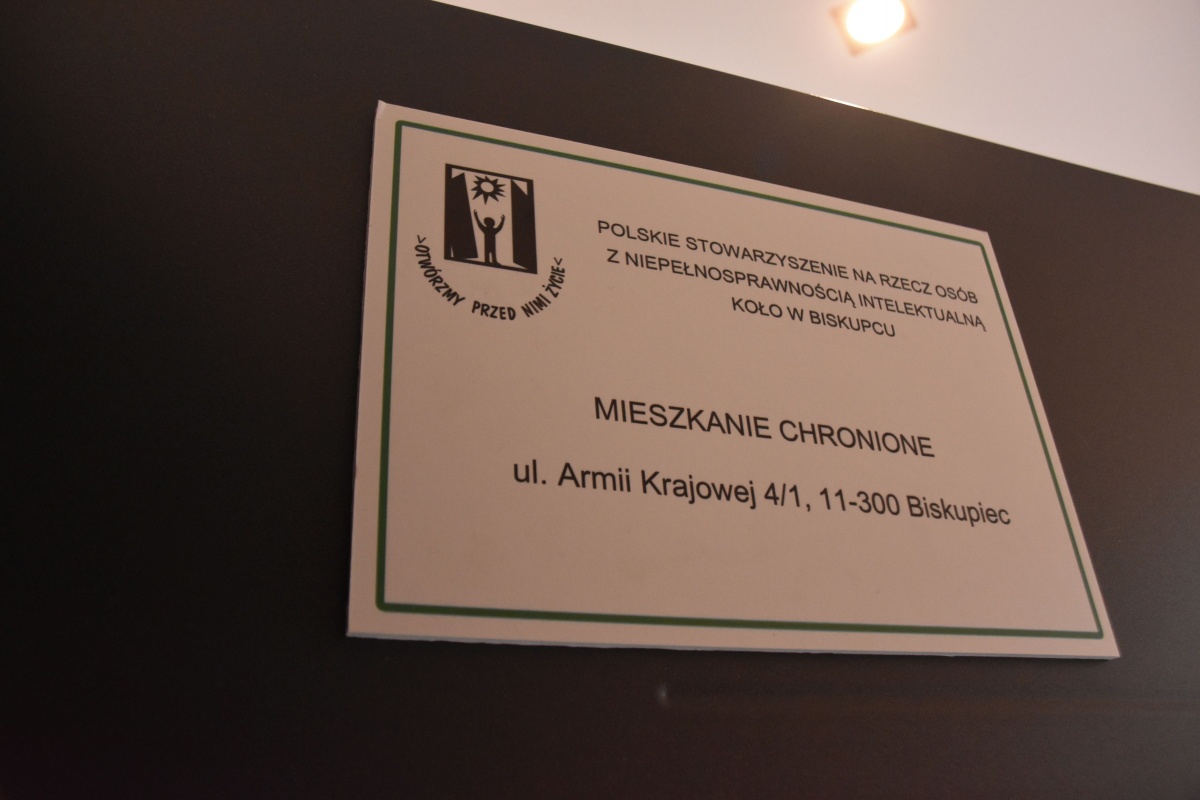 >OTWÓRZMY PRZED NIMI ŻYCIE<
POLSKIE STOWARZYSZENIE NA RZECZ OSÓB
Z NIEPEŁNOSPRAWNOŚCIĄ INTELEKTUALNĄ
KOŁO W BISKUPCU
MIESZKANIE CHRONIONE
ul. Armii Krajowej 4/1, 11-300 Biskupiec